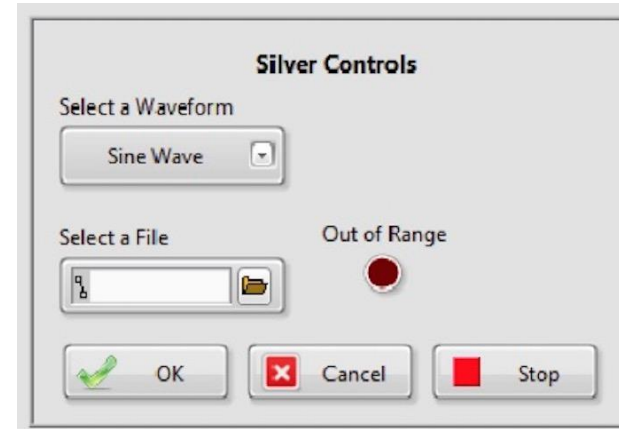 Silver Controls
Select a Waveform
Sine Wave
Select a File
Out of Range
OK
Cancel
Stop